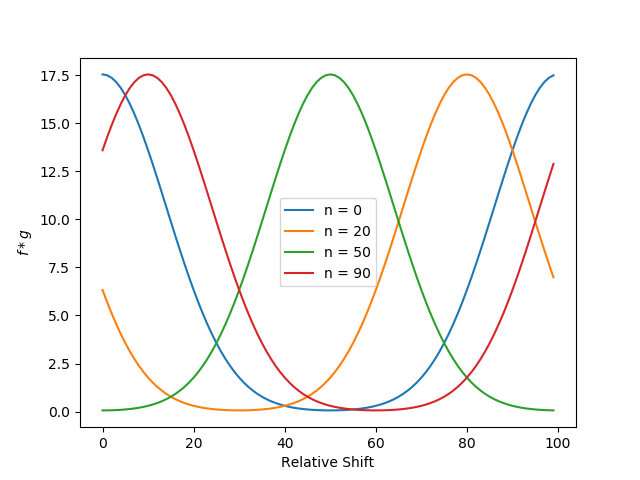 17.5
15.0
12.5
10.0
7.5
5.0
2.5
0.0
f * g
n = 0
n = 20
n = 50
n = 90
0 20 40 60 80 100
Relative Shift